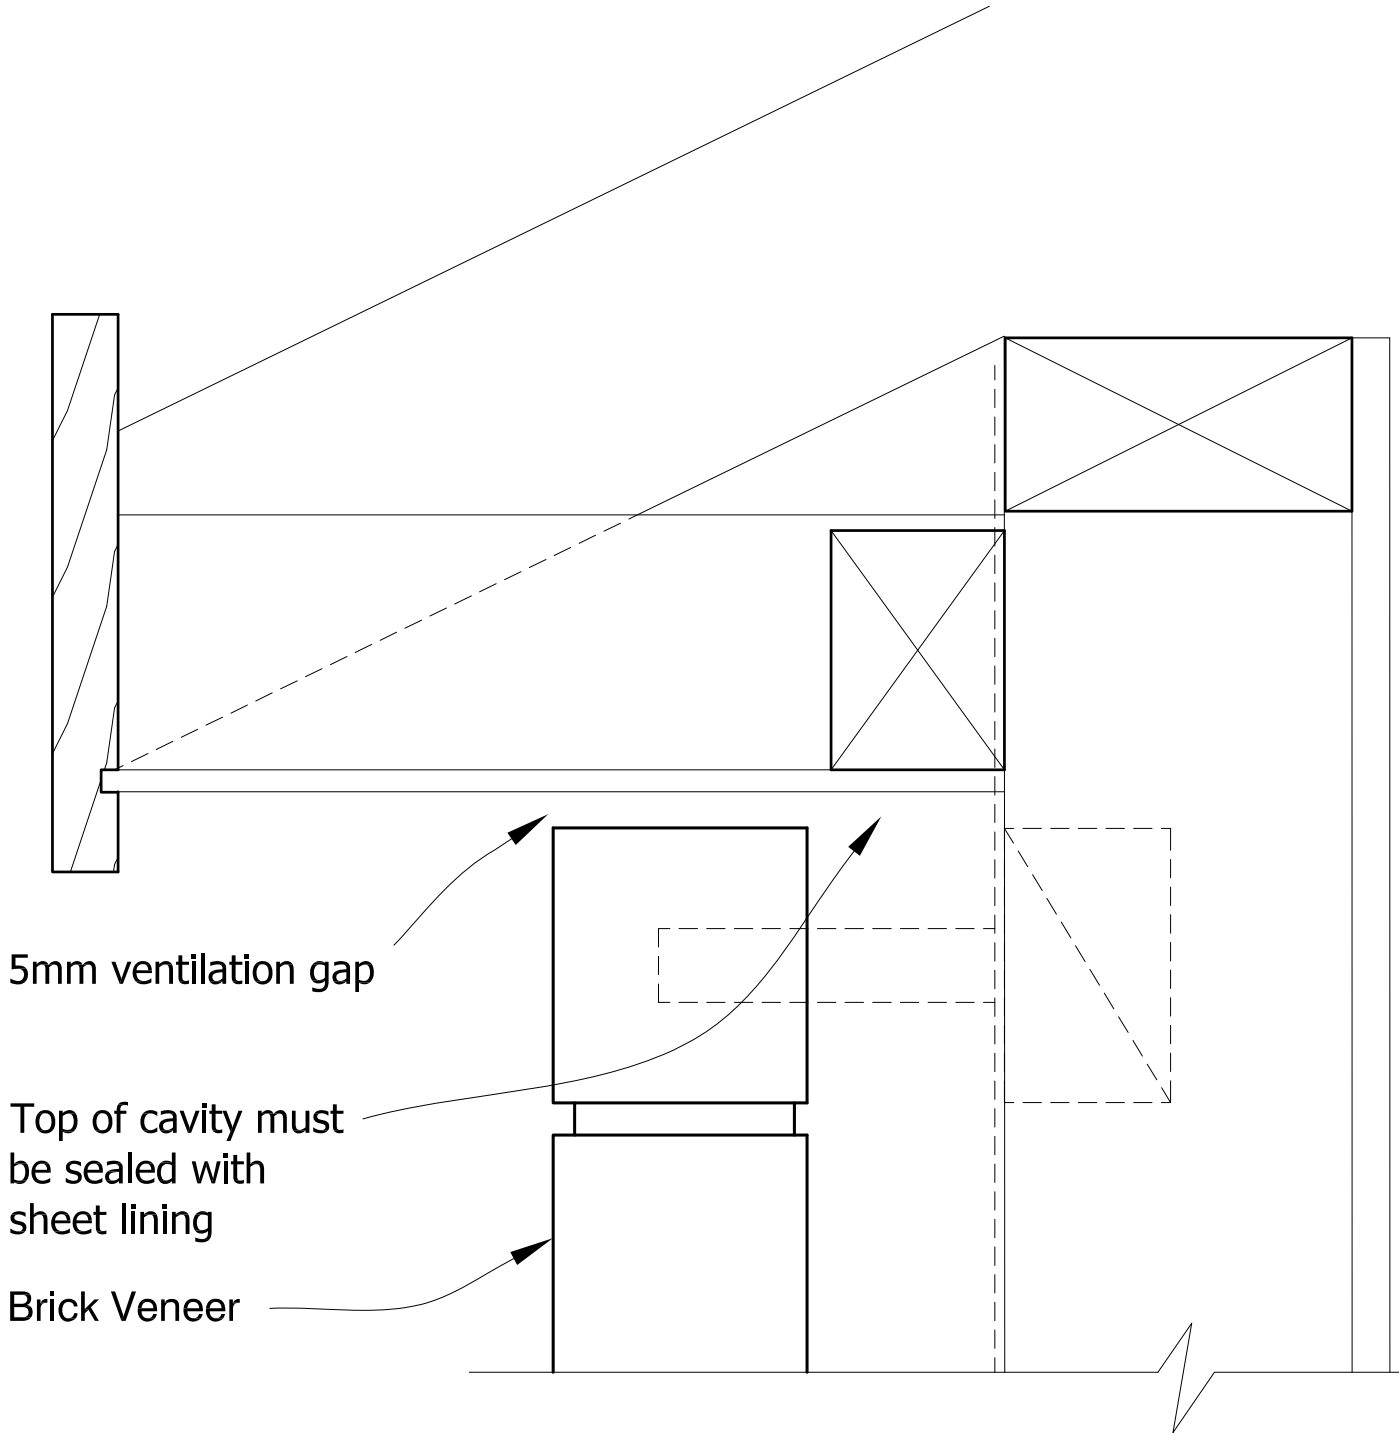 5mm ventilation gap
Top of cavity must
be sealed with
sheet lining
Brick Veneer